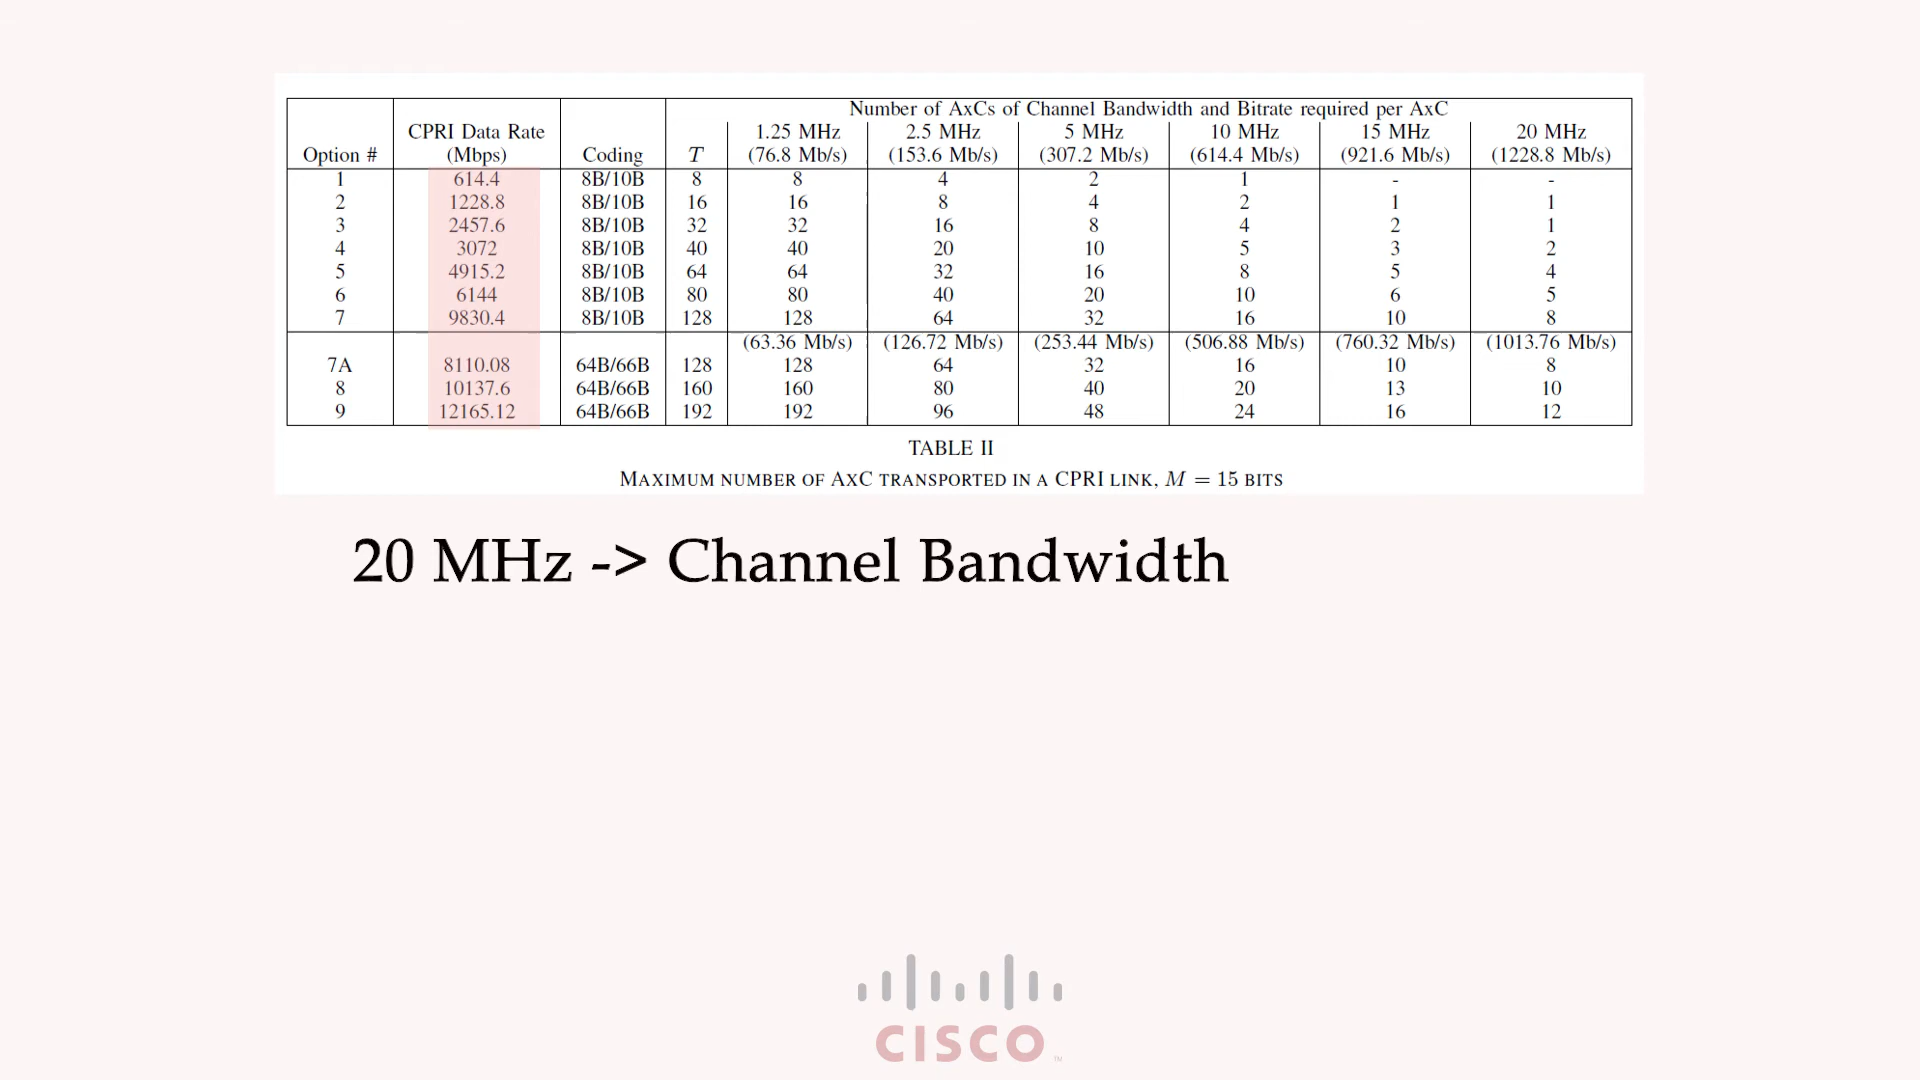 Number of AxCs of Channel Bandwidth and Bitrate required per AxC
CPRI Data Rate 1.25 MHz 2.5 MHz 5 MHz 10 MHz 15 MHz 20 MHz
Option # (Mbps) Coding T (76.8 Mb/s) (153.6 Mb/s) (307.2 Mb/s) (614.4 Mb/s) (921.6 Mb/s) (1228.8 Mb/s)
1 614.4 8B/10B 8 8 4 2 1 - -
2 1228.8 8B/10B 16 16 8 4 2 1 1
3 2457.6 8B/10B 32 32 16 8 4 2 1
4 3072 8B/10B 40 40 20 10 5 3 2
5 4915.2 8B/10B 64 64 32 16 8 5 4
6 6144 8B/10B 80 80 40 20 10 6 5
7 9830.4 8B/10B 128 128 64 32 16 10 8
(63.36 Mb/s) (126.72 Mb/s) (253.44 Mb/s) (506.88 Mb/s) (760.32 Mb/s) (1013.76 Mb/s)
7A 8110.08 64B/66B 128 128 64 32 16 10 8
8 10137.6 64B/66B 160 160 80 40 20 13 10
9 12165.12 64B/66B 192 192 96 48 24 16 12
TABLE II
MAXIMUM NUMBER OF AXC TRANSPORTED IN A CPRI LINK, M = 15 BITS
20 MHz -> Channel Bandwidth
CISCO™